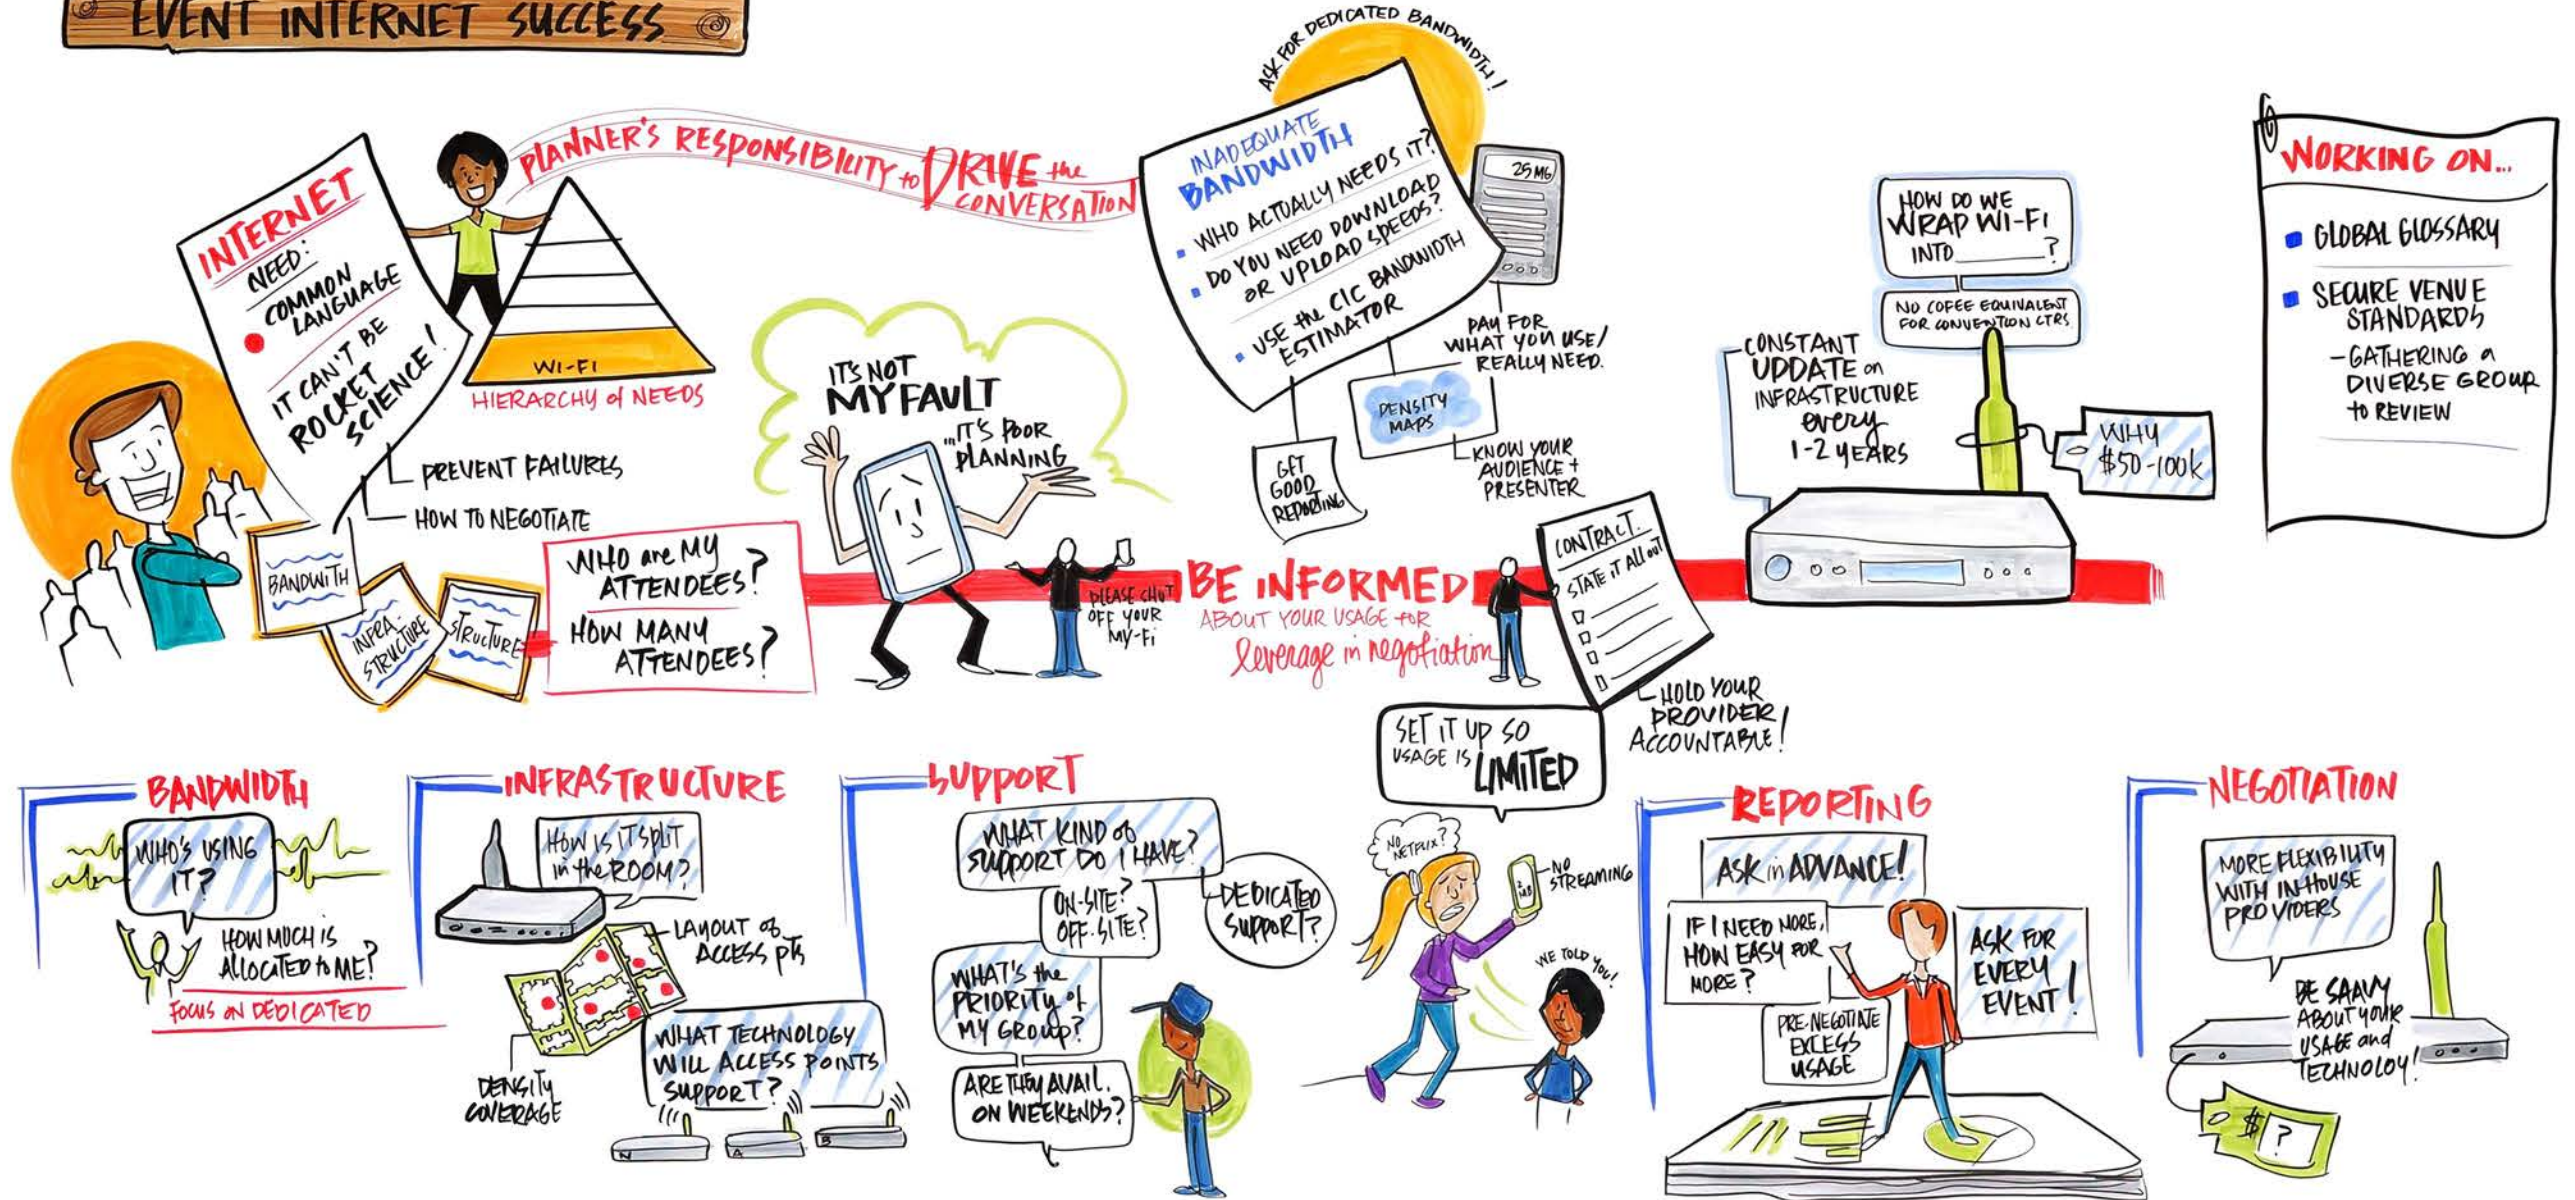 EVENT INTERNET SUCCESS
INTERNET
NEED:
COMMON
LANGUAGE
IT CAN'T BE
ROCKET
SCIENCE!
PREVENT FAILURES
HOW TO NEGOTIATE
BANDWITH
INFRA-
STRUCTURE
STRUCTURE
PLANNER'S RESPONSIBILITY to DRIVE the
CONVERSATION
WI-FI
HIERARCHY of NEEDS
WHO are MY
ATTENDEES?
HOW MANY
ATTENDEES?
IT'S NOT
MY FAULT
...IT'S POOR
PLANNING
PLEASE SHUT
OFF YOUR
MY-Fi
ASK FOR DEDICATED BANDWIDTH!
INADEQUATE
BANDWIDTH
WHO ACTUALLY NEEDS IT?
DO YOU NEED DOWNLOAD
OR UPLOAD SPEEDS?
USE the CIC BANDWIDTH
ESTIMATOR
25 MG
PAY FOR
WHAT YOU USE/
REALLY NEED.
DENSITY
MAPS
KNOW YOUR
AUDIENCE +
PRESENTER
GET
GOOD
REPORTING
BE INFORMED
ABOUT YOUR USAGE FOR
leverage in negotiation
CONTRACT
STATE IT ALL OUT
HOLD YOUR
PROVIDER
ACCOUNTABLE!
HOW DO WE
WRAP WI-FI
INTO ______?
NO COFEE EQUIVALENT
FOR CONVENTION CTRS
CONSTANT
UPDATE on
INFRASTRUCTURE
every
1-2 YEARS
WHY
$50-100K
WORKING ON...
GLOBAL GLOSSARY
SECURE VENUE
STANDARDS
-GATHERING a
DIVERSE GROUP
to REVIEW
BANDWIDTH
WHO'S USING
IT?
HOW MUCH IS
ALLOCATED to ME?
FOCUS ON DEDICATED
INFRASTRUCTURE
HOW IS IT SPLIT
in the ROOM?
LAYOUT OF
ACCESS pts
DENSITY
COVERAGE
WHAT TECHNOLOGY
WILL ACCESS POINTS
SUPPORT?
N
A
B
SUPPORT
WHAT KIND OF
SUPPORT DO I HAVE?
ON-SITE?
OFF-SITE?
DEDICATED
SUPPORT?
WHAT'S the
PRIORITY of
MY GROUP?
ARE THEY AVAIL.
ON WEEKENDS?
SET IT UP SO
USAGE IS LIMITED
NO
NETFLIX?
2
MB
NO
STREAMING
WE TOLD YOU!
REPORTING
ASK in ADVANCE!
IF I NEED MORE,
HOW EASY FOR
MORE?
PRE-NEGOTIATE
EXCESS
USAGE
ASK FOR
EVERY
EVENT!
NEGOTIATION
MORE FLEXIBILITY
WITH IN-HOUSE
PROVIDERS
BE SAAVY
ABOUT YOUR
USAGE and
TECHNOLOY!
$ ?